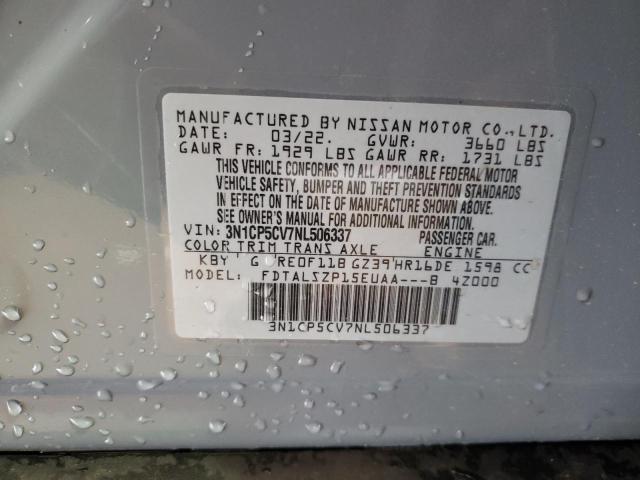 MANUFACTURED BY NISSAN MOTOR CO.,LTD.
DATE: 03/22. GVWR: 3660 LBS
GAWR FR: 1929 LBS GAWR RR: 1731 LBS
THIS VEHICLE CONFORMS TO ALL APPLICABLE FEDERAL MOTOR
VEHICLE SAFETY, BUMPER AND THEFT PREVENTION STANDARDS
IN EFFECT ON THE DATE OF MANUFACTURE SHOWN ABOVE.
SEE OWNER'S MANUAL FOR ADDITIONAL INFORMATION.
VIN: 3N1CP5CV7NL506337 PASSENGER CAR.
COLOR TRIM TRANS AXLE ENGINE
KBY G RE0F11B GZ39 HR16DE 1598 CC
MODEL: FDTALSZP15EUAA---B 4Z000
3N1CP5CV7NL506337